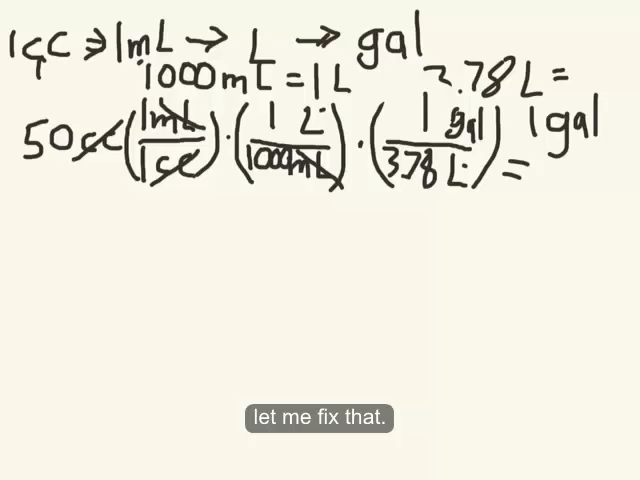 1cc → 1mL → L → gal
1000mL = 1L 3.78L =
50cc (1mL/1cc) · (1 L/1000mL) · (1 gal/3.78 L) = 1gal
let me fix that.